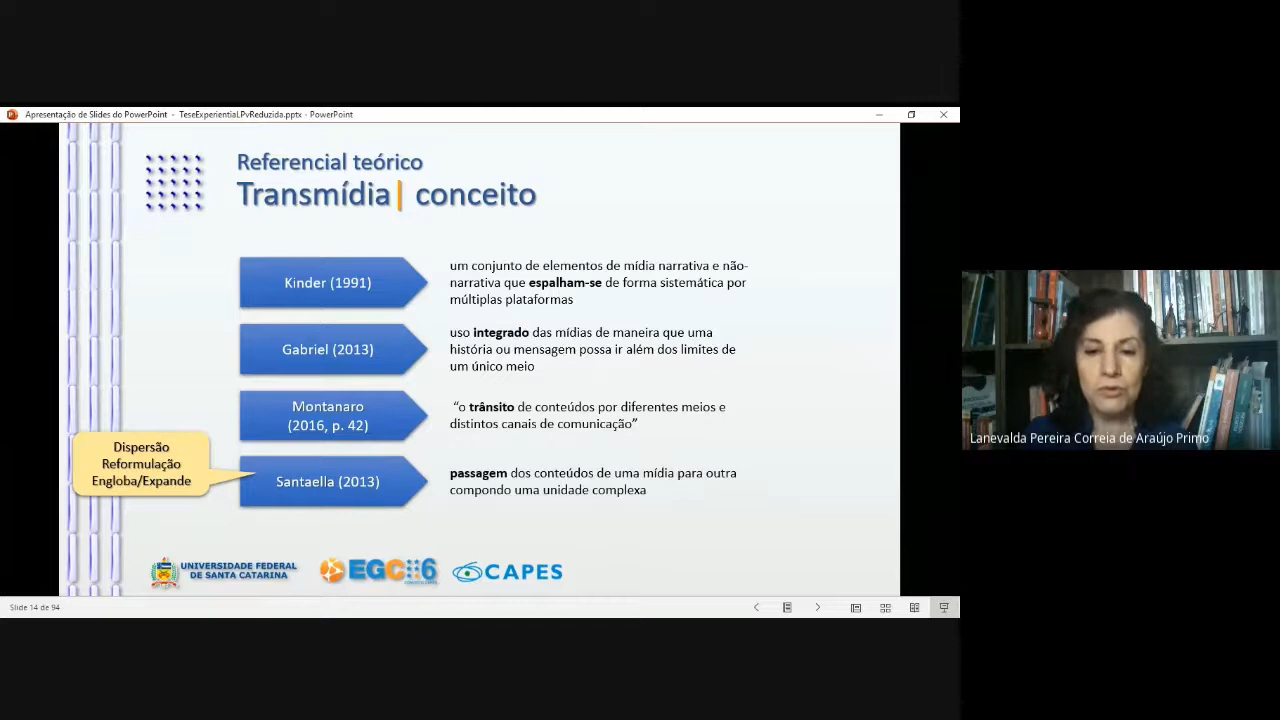 Apresentação de Slides do PowerPoint - TeseExperientiaLPvReduzida.pptx - PowerPoint
Referencial teórico
Transmídia| conceito
Kinder (1991)
um conjunto de elementos de mídia narrativa e não-
narrativa que espalham-se de forma sistemática por
múltiplas plataformas
Gabriel (2013)
uso integrado das mídias de maneira que uma
história ou mensagem possa ir além dos limites de
um único meio
Montanaro
(2016, p. 42)
“o trânsito de conteúdos por diferentes meios e
distintos canais de comunicação”
Dispersão
Reformulação
Engloba/Expande
Santaella (2013)
passagem dos conteúdos de uma mídia para outra
compondo uma unidade complexa
UNIVERSIDADE FEDERAL
DE SANTA CATARINA
EGC 6
CAPES
Slide 14 de 94
Lanevalda Pereira Correia de Araújo Primo